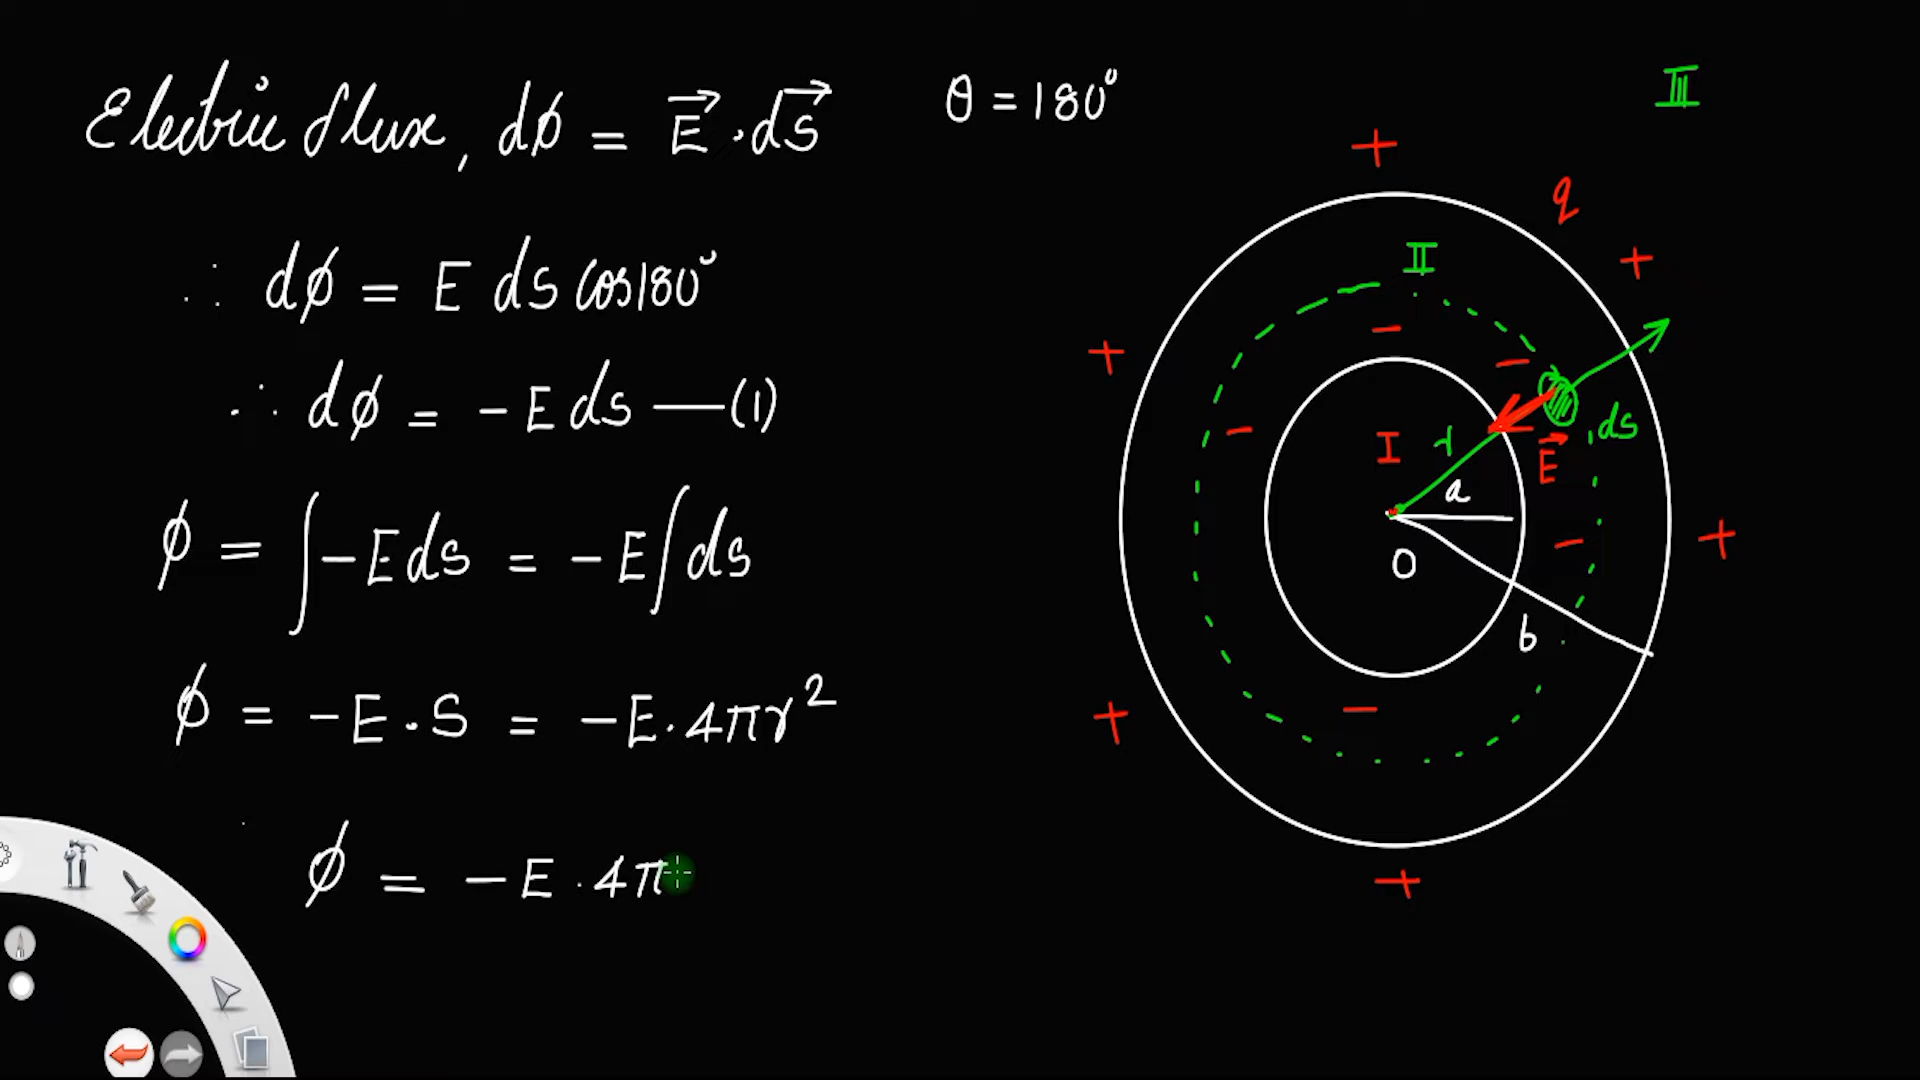 Electric flux, dϕ = E⃗ · dS⃗ θ = 180°
∴ dϕ = E ds cos180°
∴ dϕ = - E ds — (1)
ϕ = ∫ - E ds = - E ∫ ds
ϕ = - E · S = - E · 4πr²
ϕ = - E · 4π
III
+
q
+
II
-
+
-
-
ds
I
r
E⃗
a
-
+
O
b
+
-
+